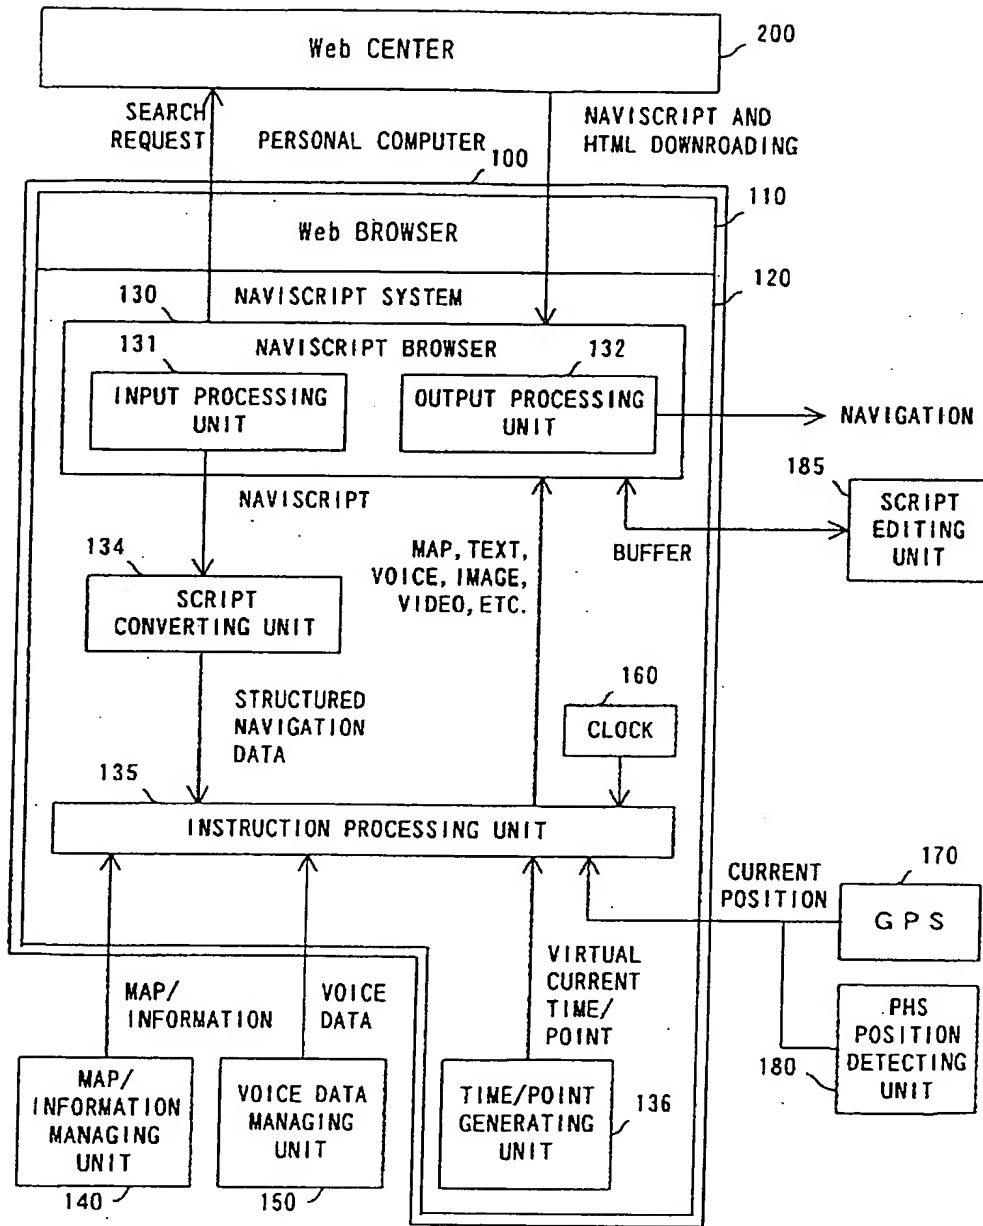 Web CENTER
200
SEARCH
REQUEST
PERSONAL COMPUTER
100
NAVISCRIPT AND
HTML DOWNROADING
110
Web BROWSER
120
130
NAVISCRIPT SYSTEM
131
NAVISCRIPT BROWSER
132
INPUT PROCESSING
UNIT
OUTPUT PROCESSING
UNIT
NAVIGATION
NAVISCRIPT
185
SCRIPT
EDITING
UNIT
BUFFER
134
MAP, TEXT,
VOICE, IMAGE,
VIDEO, ETC.
SCRIPT
CONVERTING UNIT
160
CLOCK
STRUCTURED
NAVIGATION
DATA
135
INSTRUCTION PROCESSING UNIT
CURRENT
POSITION
170
GPS
MAP/
INFORMATION
VOICE
DATA
VIRTUAL
CURRENT
TIME/
POINT
PHS
POSITION
DETECTING
UNIT
180
MAP/
INFORMATION
MANAGING
UNIT
140
VOICE DATA
MANAGING
UNIT
150
TIME/POINT
GENERATING
UNIT
136